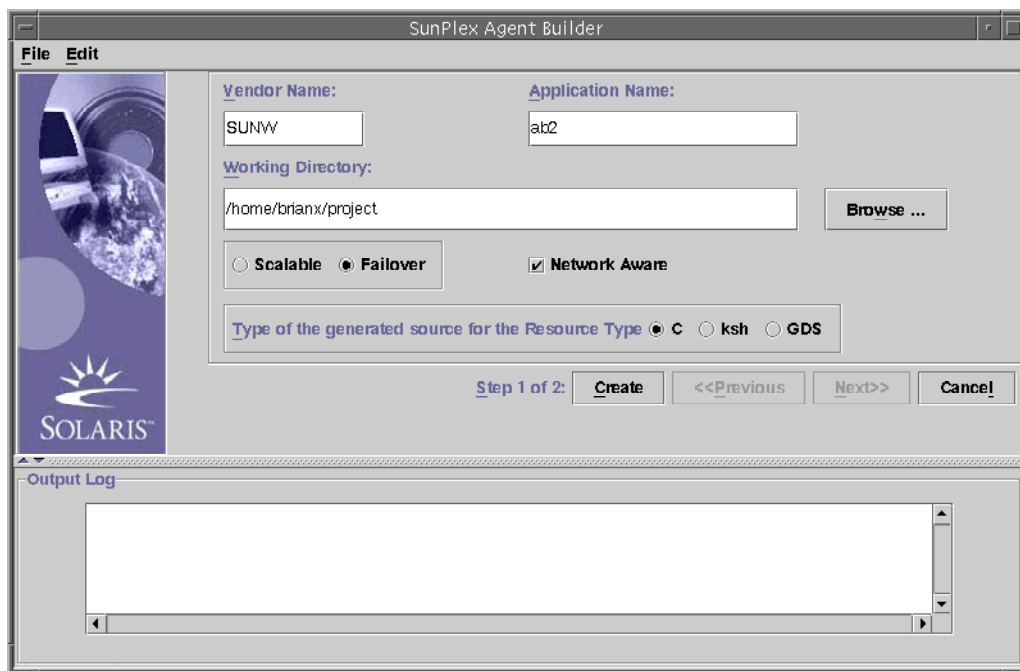 SunPlex Agent Builder
File Edit
Vendor Name: Application Name:
SUNW ab2
Working Directory:
/home/brianx/project Browse ...
Scalable Failover Network Aware
Type of the generated source for the Resource Type C ksh GDS
Step 1 of 2: Create <<Previous Next>> Cancel
SOLARIS™
Output Log